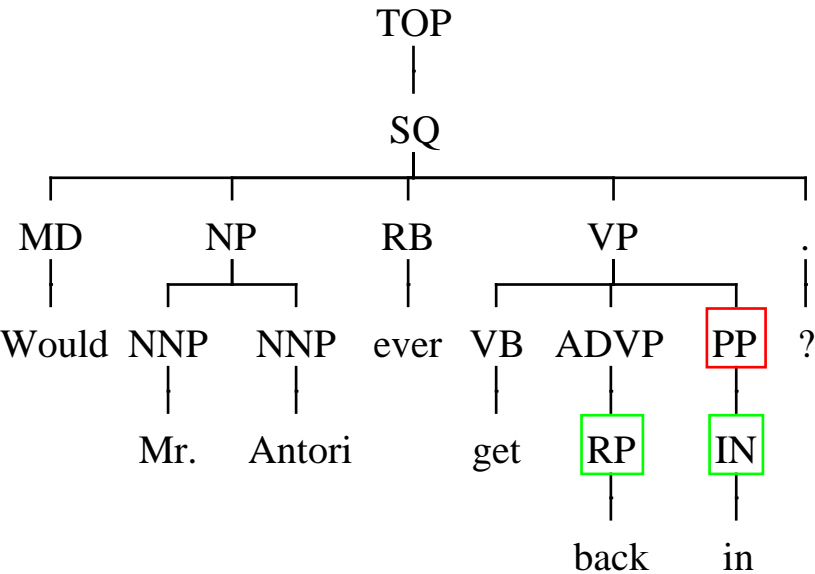 TOP
SQ
MD NP RB VP .
Would NNP NNP ever VB ADVP PP ?
Mr. Antori get RP IN
back in